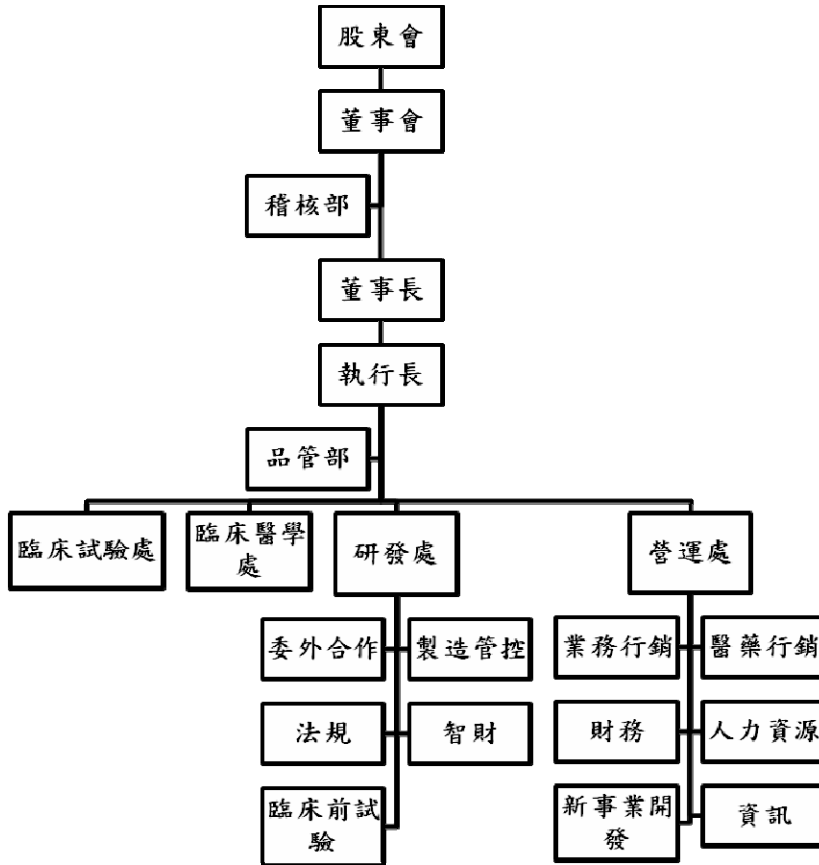 股東會
董事會
稽核部
董事長
執行長
品管部
臨床試驗處
臨床醫學
處
研發處
營運處
委外合作
製造管控
業務行銷
醫藥行銷
法規
智財
財務
人力資源
臨床前試
驗
新事業開
發
資訊